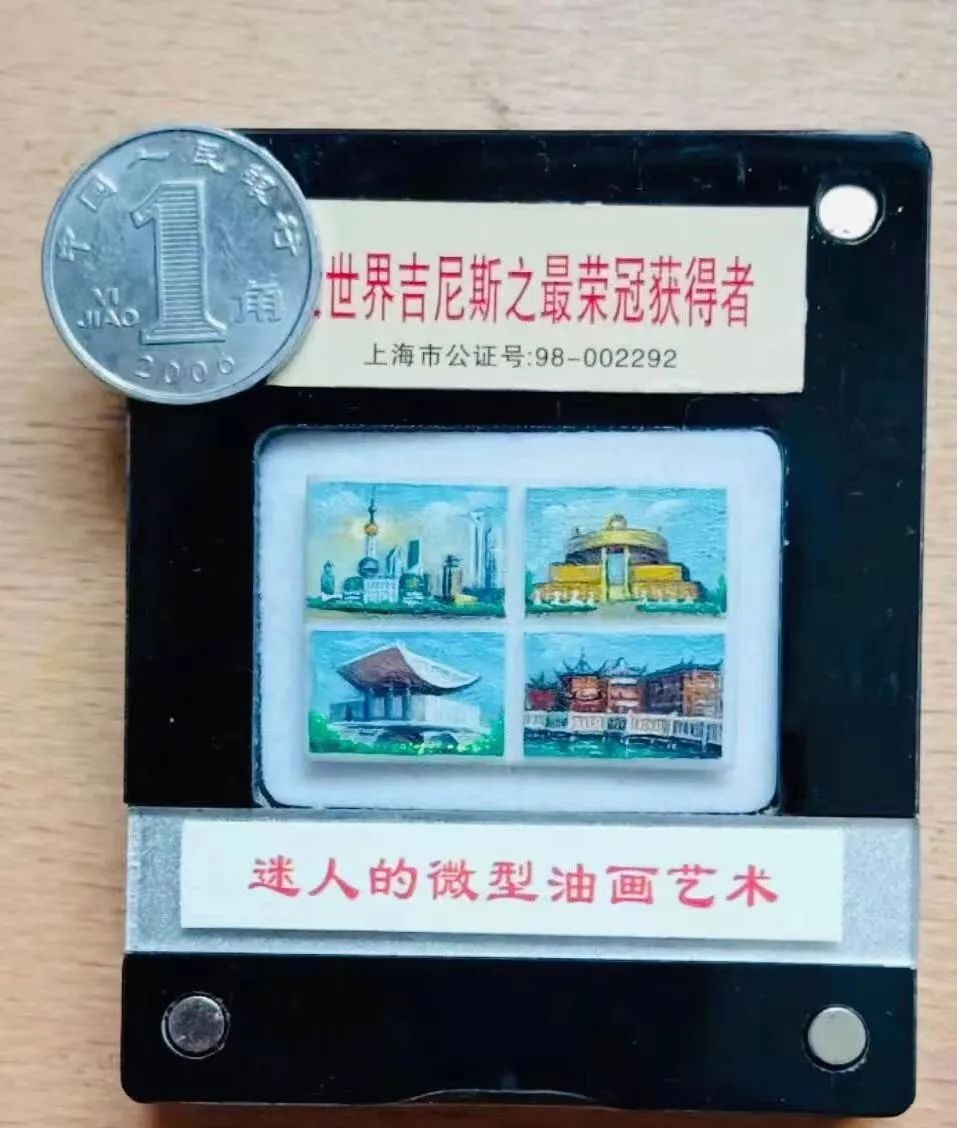 中国人民银行
1
YI
JIAO
角
2006
世界吉尼斯之最荣冠获得者
上海市公证号:98-002292
迷人的微型油画艺术